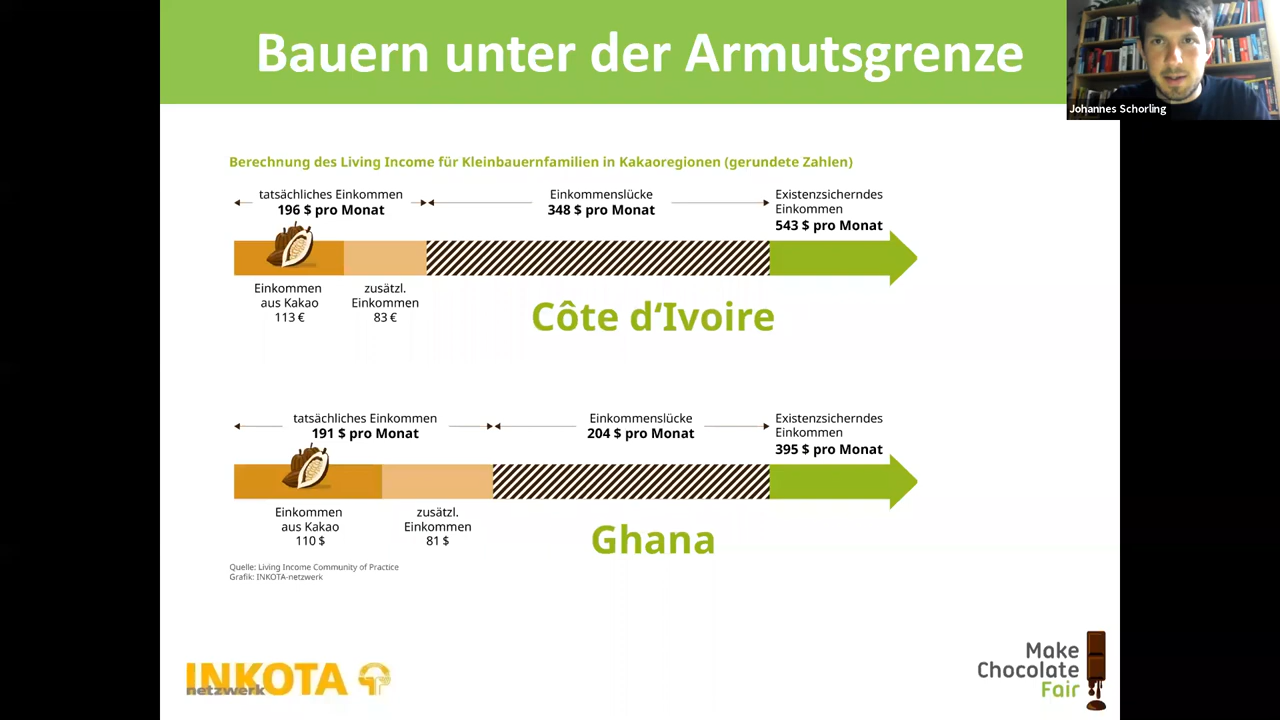 Bauern unter der Armutsgrenze
Johannes Schorling
Berechnung des Living Income für Kleinbauernfamilien in Kakaoregionen (gerundete Zahlen)
tatsächliches Einkommen
196 $ pro Monat
Einkommenslücke
348 $ pro Monat
Existenzsicherndes
Einkommen
543 $ pro Monat
Einkommen
aus Kakao
113 €
zusätzl.
Einkommen
83 €
Côte d‘Ivoire
tatsächliches Einkommen
191 $ pro Monat
Einkommenslücke
204 $ pro Monat
Existenzsicherndes
Einkommen
395 $ pro Monat
Einkommen
aus Kakao
110 $
zusätzl.
Einkommen
81 $
Ghana
Quelle: Living Income Community of Practice
Grafik: INKOTA-netzwerk
INKOTA
netzwerk
Make
Chocolate
Fair